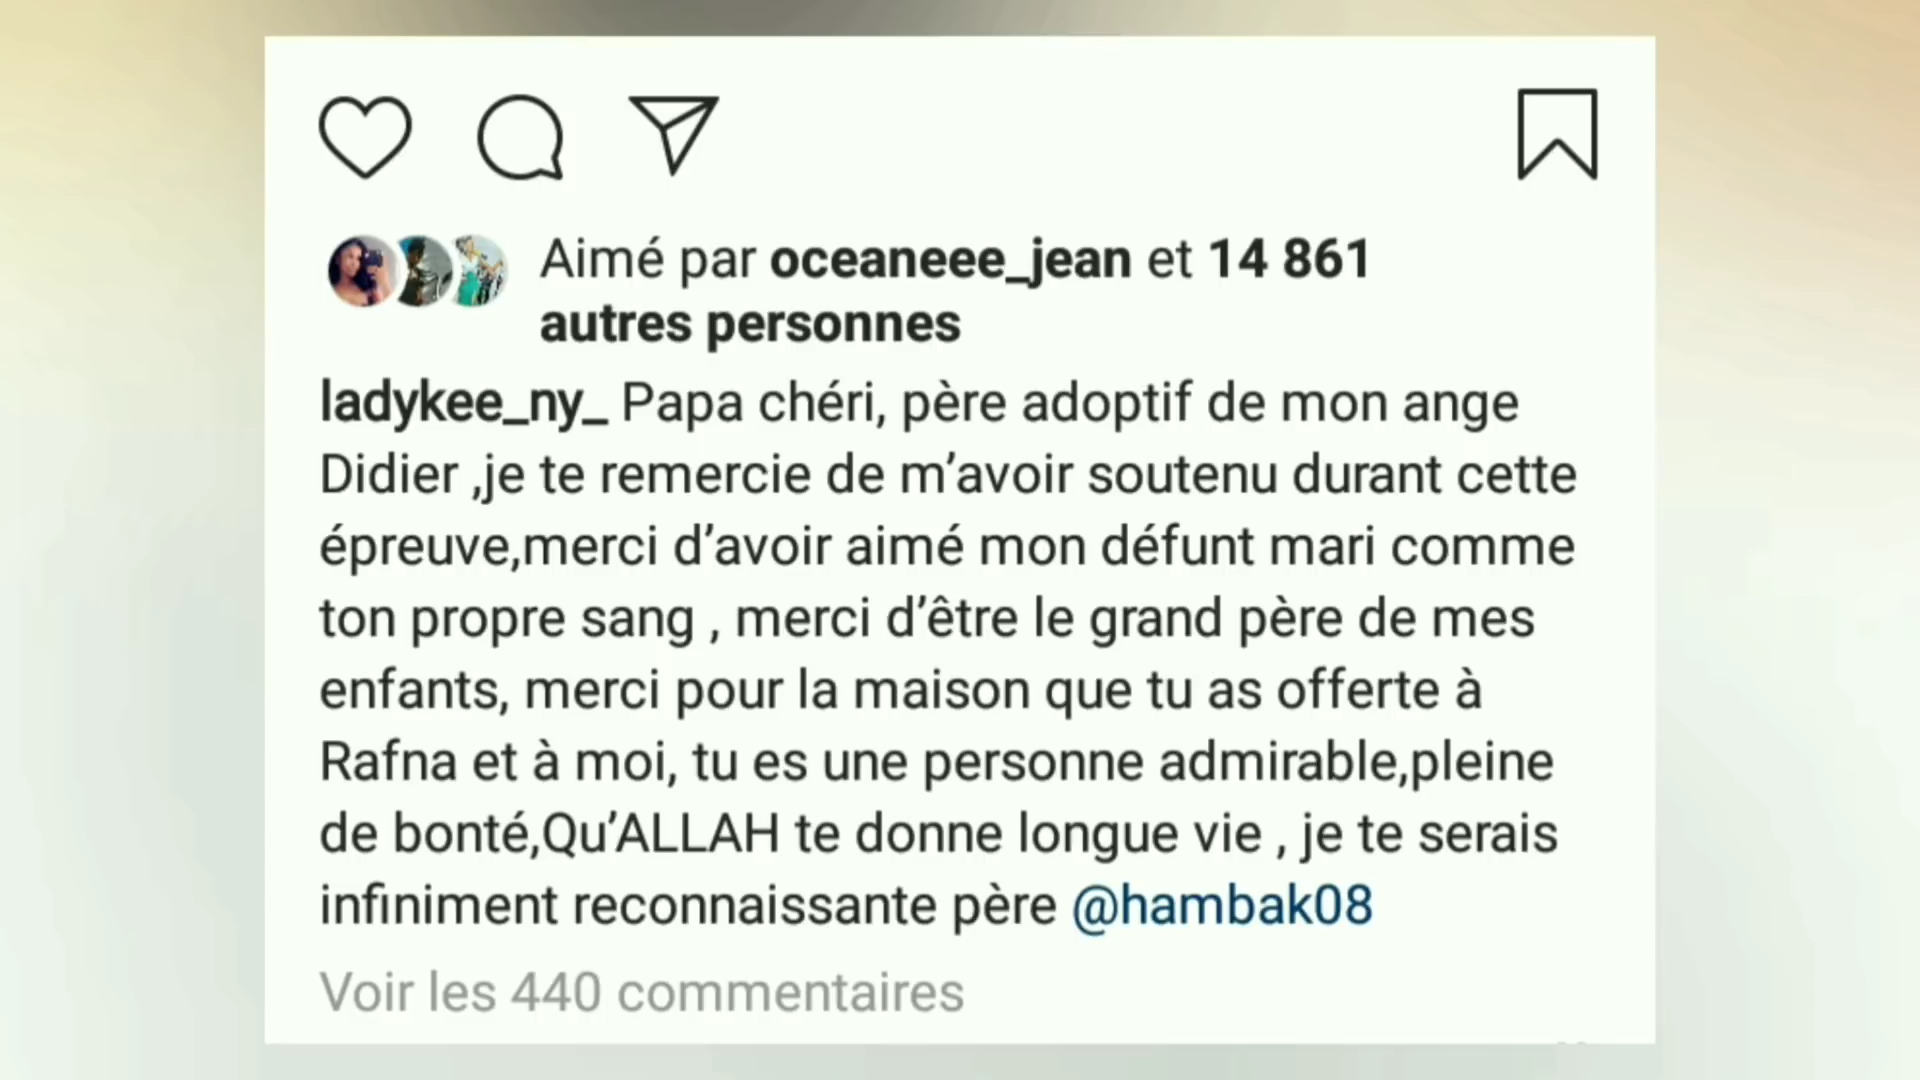 Aimé par oceaneee_jean et 14 861
autres personnes
ladykee_ny_ Papa chéri, père adoptif de mon ange
Didier ,je te remercie de m’avoir soutenu durant cette
épreuve,merci d’avoir aimé mon défunt mari comme
ton propre sang , merci d’être le grand père de mes
enfants, merci pour la maison que tu as offerte à
Rafna et à moi, tu es une personne admirable,pleine
de bonté,Qu’ALLAH te donne longue vie , je te serais
infiniment reconnaissante père @hambak08
Voir les 440 commentaires